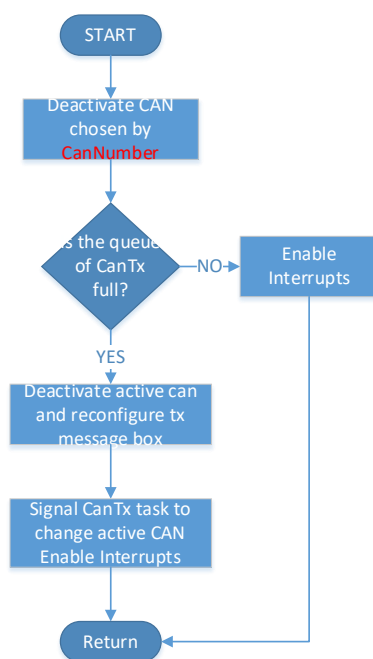 START
Deactivate CAN
chosen by
CanNumber
Is the queue
of CanTx
full?
NO
Enable
Interrupts
YES
Deactivate active can
and reconfigure tx
message box
Signal CanTx task to
change active CAN
Enable Interrupts
Return